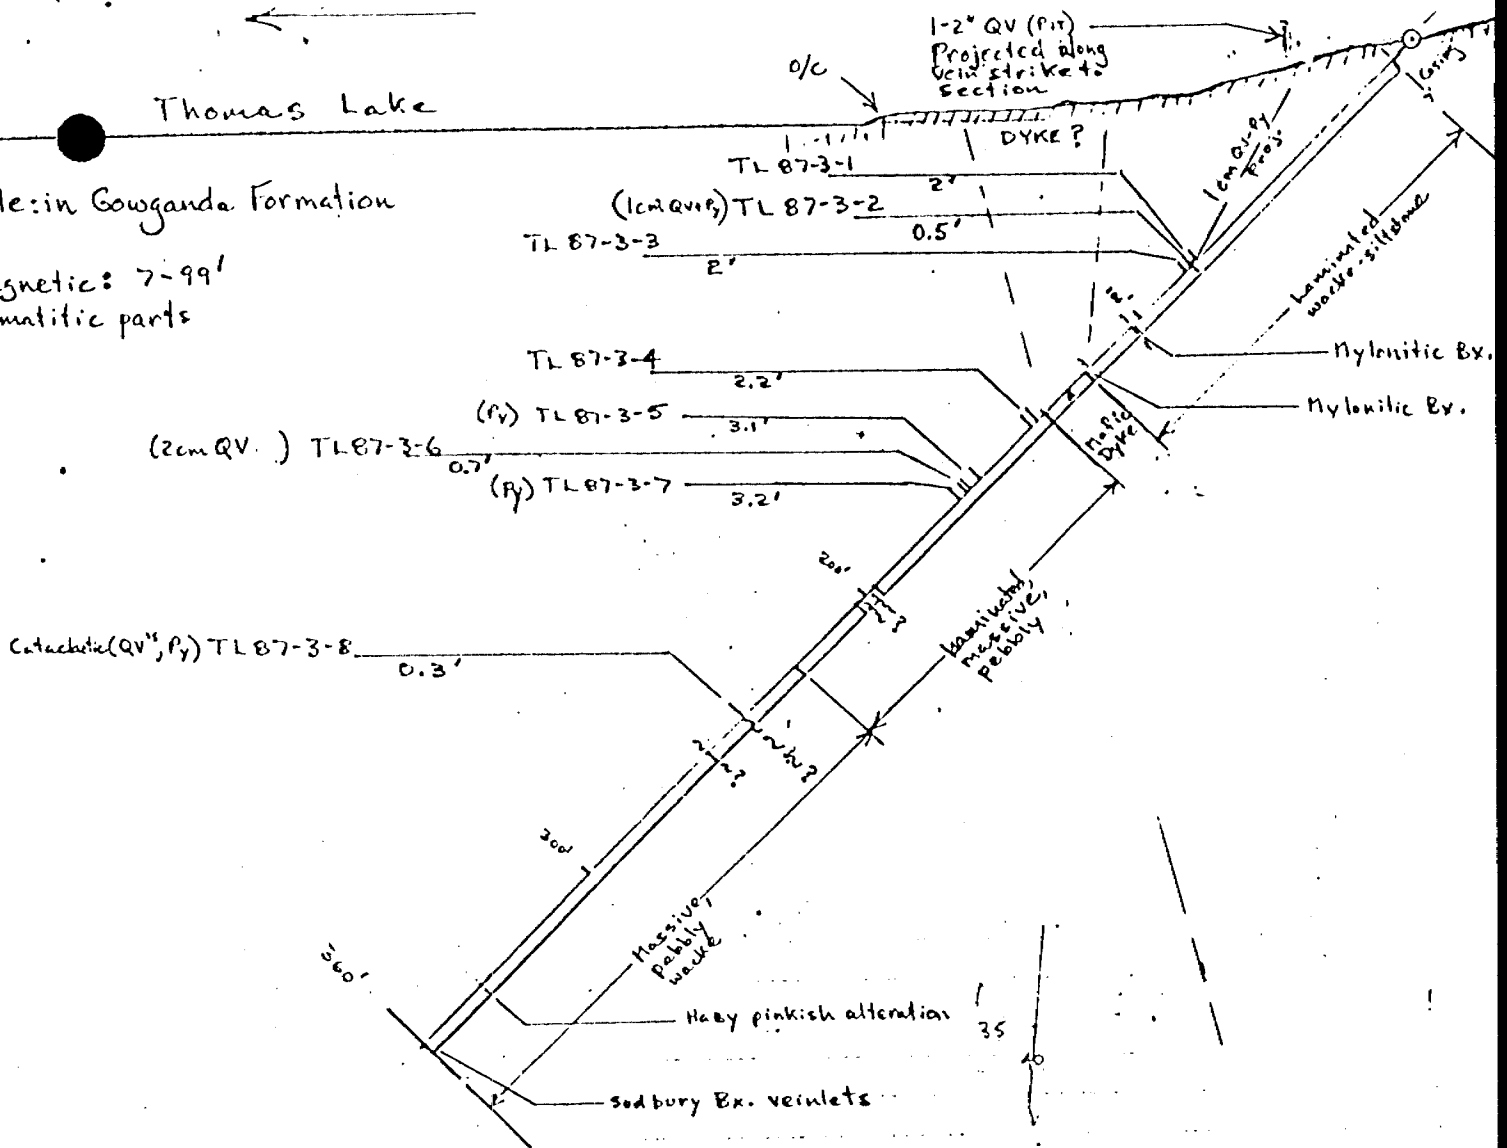 1-2" QV (Pit)
Projected along
vein strike to
section
O/C
Casing
7'
Thomas Lake
DYKE?
1cm QV-Py
Proj.
TL 87-3-1
2'
le: in Gowganda Formation
(1cm QV+Py) TL 87-3-2
0.5'
TL 87-3-3
2'
gnetic: 7-99'
matitic parts
Laminated
wacke-siltstone
Mylonitic Bx.
TL 87-3-4
2.2'
Mylonitic Bx.
Mafic
Dyke
(Py) TL 87-3-5
3.1'
(2cm QV ) TL 87-3-6
0.7'
(Py) TL 87-3-7
3.2'
200'
Laminated,
massive,
pebbly
(QV's, Py) TL 87-3-8
0.3'
300'
Massive,
pebbly
wacke
360'
Hazy pinkish alteration
35
Sudbury Bx. veinlets